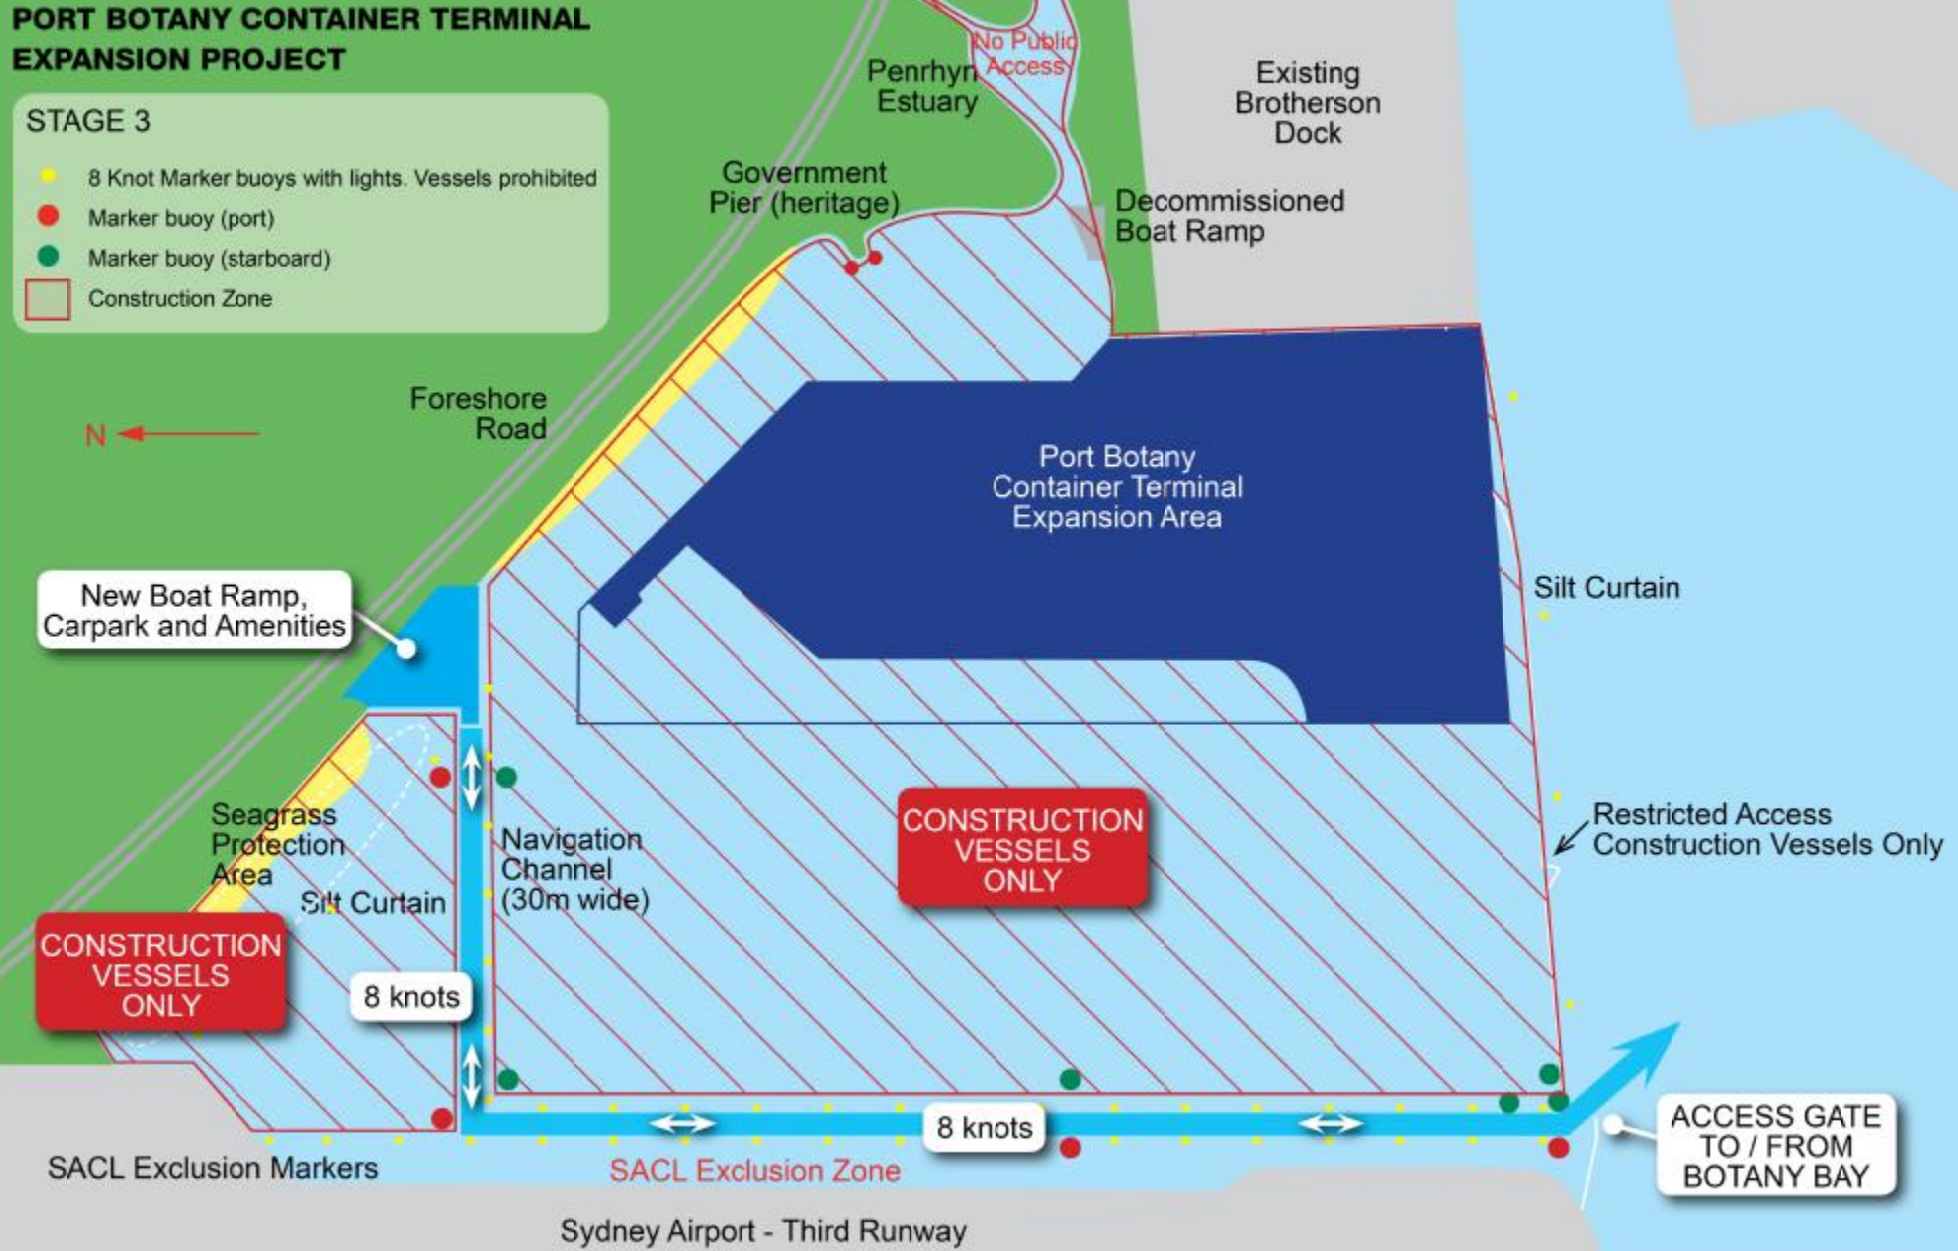 PORT BOTANY CONTAINER TERMINAL
EXPANSION PROJECT
STAGE 3
8 Knot Marker buoys with lights. Vessels prohibited
Marker buoy (port)
Marker buoy (starboard)
Construction Zone
No Public
Access
Penrhyn
Estuary
Existing
Brotherson
Dock
Government
Pier (heritage)
Decommissioned
Boat Ramp
Foreshore
Road
N
Port Botany
Container Terminal
Expansion Area
New Boat Ramp,
Carpark and Amenities
Silt Curtain
Seagrass
Protection
Area
Silt Curtain
Navigation
Channel
(30m wide)
CONSTRUCTION
VESSELS
ONLY
Restricted Access
Construction Vessels Only
CONSTRUCTION
VESSELS
ONLY
8 knots
8 knots
ACCESS GATE
TO / FROM
BOTANY BAY
SACL Exclusion Markers
SACL Exclusion Zone
Sydney Airport - Third Runway